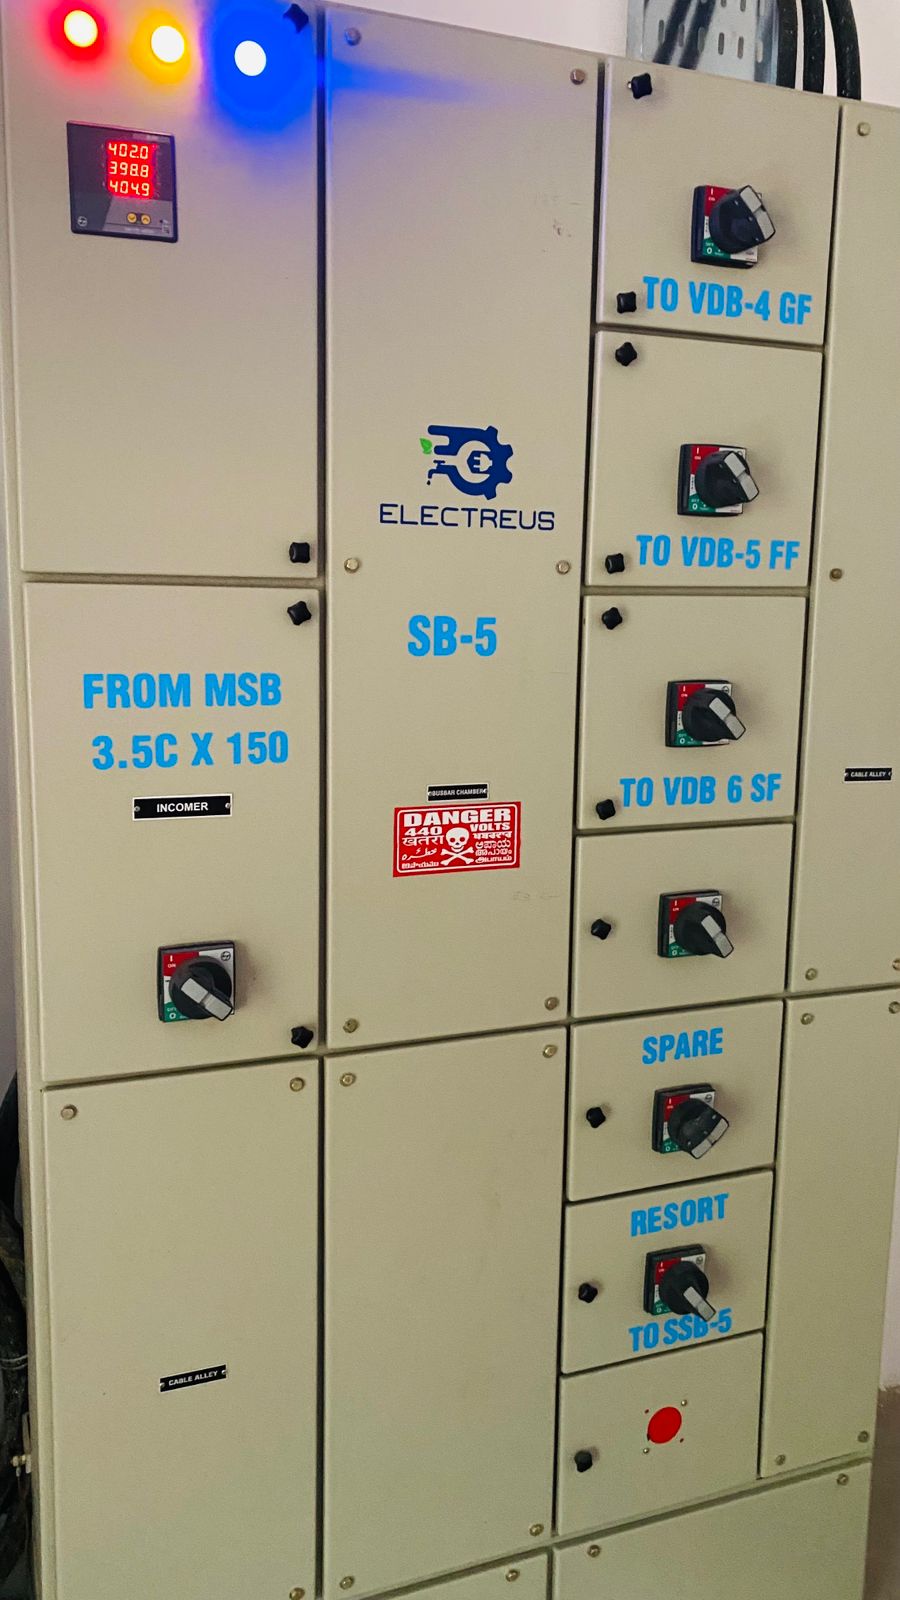 402.0
398.8
404.9
TO VDB-4 GF
ELECTREUS
TO VDB-5 FF
SB-5
FROM MSB
3.5C X 150
INCOMER
TO VDB 6 SF
BUSBAR CHAMBER
CABLE ALLEY
DANGER
440 VOLTS
खतरा
అపాయం
I
ON
SPARE
RESORT
TO SSB-5
CABLE ALLEY